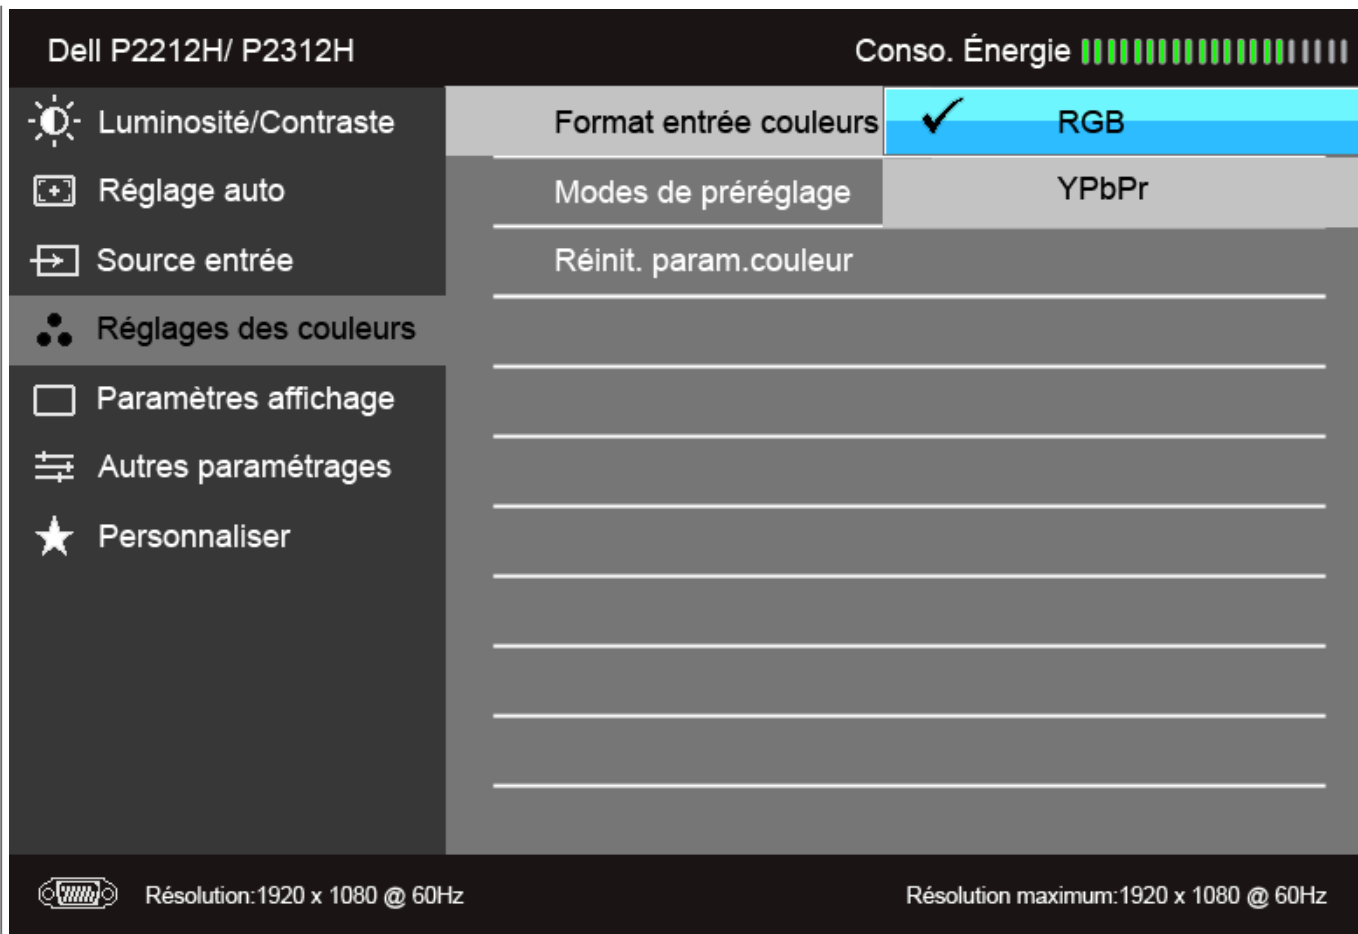 Dell P2212H/ P2312H
Conso. Énergie
Luminosité/Contraste
Format entrée couleurs
RGB
Réglage auto
Modes de préréglage
YPbPr
Source entrée
Réinit. param.couleur
Réglages des couleurs
Paramètres affichage
Autres paramétrages
Personnaliser
Résolution:1920 x 1080 @ 60Hz
Résolution maximum:1920 x 1080 @ 60Hz